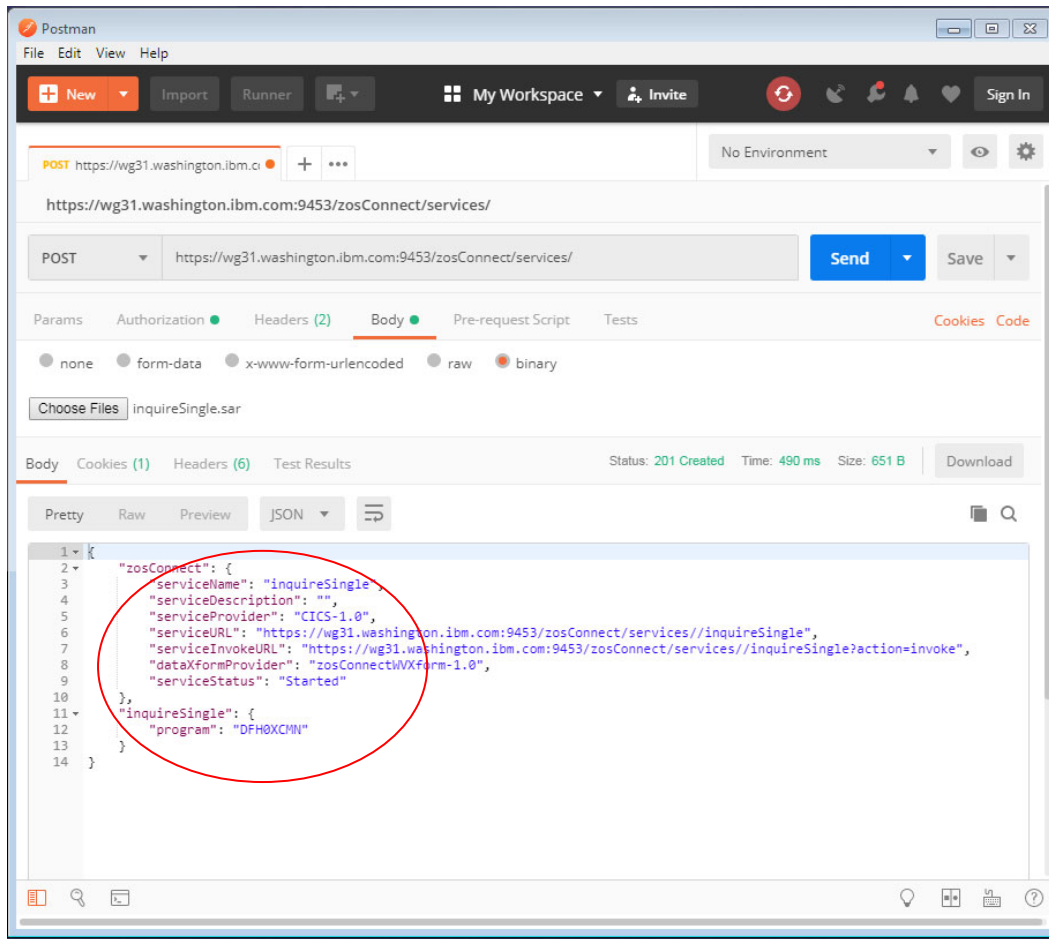 Postman
File Edit View Help
New Import Runner My Workspace Invite Sign In
POST https://wg31.washington.ibm.c No Environment
https://wg31.washington.ibm.com:9453/zosConnect/services/
POST https://wg31.washington.ibm.com:9453/zosConnect/services/ Send Save
Params Authorization Headers (2) Body Pre-request Script Tests Cookies Code
none form-data x-www-form-urlencoded raw binary
Choose Files inquireSingle.sar
Body Cookies (1) Headers (6) Test Results Status: 201 Created Time: 490 ms Size: 651 B Download
Pretty Raw Preview JSON
1 {
2 "zosConnect": {
3 "serviceName": "inquireSingle",
4 "serviceDescription": "",
5 "serviceProvider": "CICS-1.0",
6 "serviceURL": "https://wg31.washington.ibm.com:9453/zosConnect/services//inquireSingle",
7 "serviceInvokeURL": "https://wg31.washington.ibm.com:9453/zosConnect/services//inquireSingle?action=invoke",
8 "dataXformProvider": "zosConnectWVXform-1.0",
9 "serviceStatus": "Started"
10 },
11 "inquireSingle": {
12 "program": "DFH0XCMN"
13 }
14 }